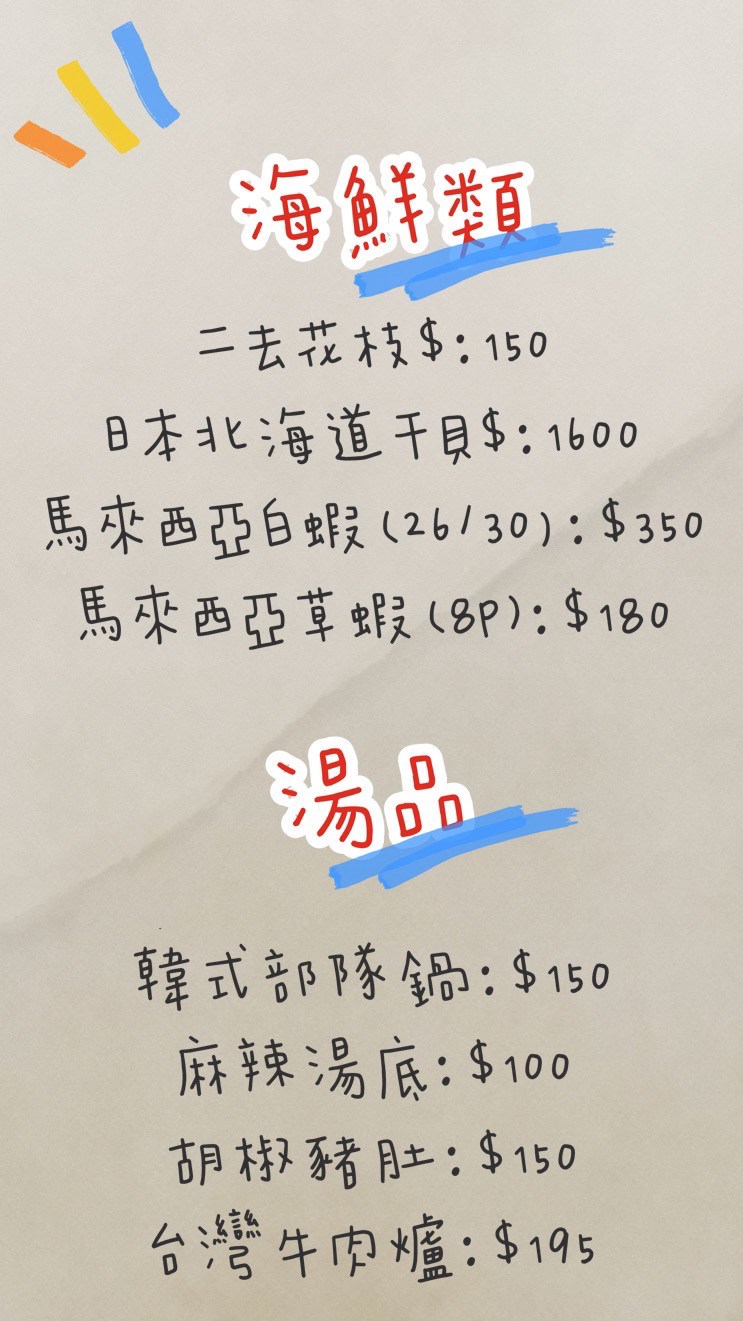 海鮮類
二去花枝$:150
日本北海道干貝$:1600
馬來西亞白蝦(26/30):$350
馬來西亞草蝦(8P):$180
湯品
韓式部隊鍋:$150
麻辣湯底:$100
胡椒豬肚:$150
台灣牛肉爐:$195